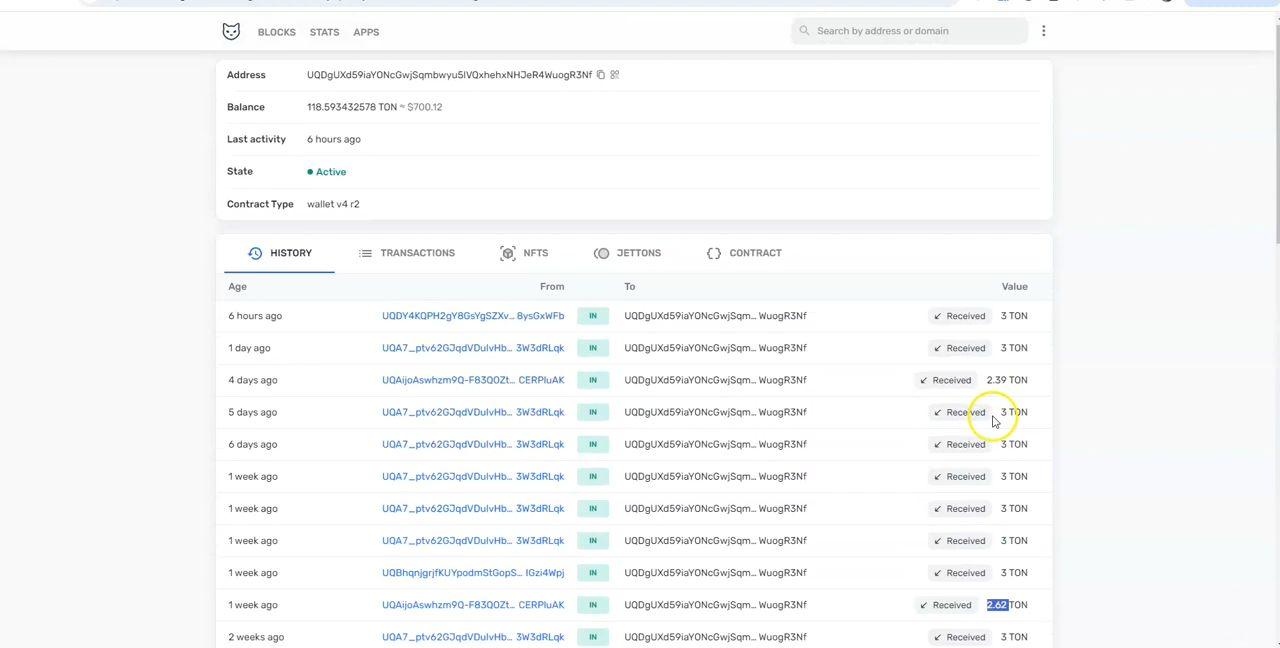 BLOCKS STATS APPS Search by address or domain
Address UQDgUXd59iaYONcGwjSqmbwyu5IVQxhehxNHJeR4WuogR3Nf
Balance 118.593432578 TON ≈ $700.12
Last activity 6 hours ago
State Active
Contract Type wallet v4 r2
HISTORY TRANSACTIONS NFTS JETTONS CONTRACT
Age From To Value
6 hours ago UQDY4KQPH2gY8GsYgSZXv... 8ysGxWFb IN UQDgUXd59iaYONcGwjSqm... WuogR3Nf Received 3 TON
1 day ago UQA7_ptv62GJqdVDulvHb... 3W3dRLqk IN UQDgUXd59iaYONcGwjSqm... WuogR3Nf Received 3 TON
4 days ago UQAijoAswhzm9Q-F83QOZt... CERPluAK IN UQDgUXd59iaYONcGwjSqm... WuogR3Nf Received 2.39 TON
5 days ago UQA7_ptv62GJqdVDulvHb... 3W3dRLqk IN UQDgUXd59iaYONcGwjSqm... WuogR3Nf Received 3 TON
6 days ago UQA7_ptv62GJqdVDulvHb... 3W3dRLqk IN UQDgUXd59iaYONcGwjSqm... WuogR3Nf Received 3 TON
1 week ago UQA7_ptv62GJqdVDulvHb... 3W3dRLqk IN UQDgUXd59iaYONcGwjSqm... WuogR3Nf Received 3 TON
1 week ago UQA7_ptv62GJqdVDulvHb... 3W3dRLqk IN UQDgUXd59iaYONcGwjSqm... WuogR3Nf Received 3 TON
1 week ago UQA7_ptv62GJqdVDulvHb... 3W3dRLqk IN UQDgUXd59iaYONcGwjSqm... WuogR3Nf Received 3 TON
1 week ago UQBhqnjgrjfKUYpodmStGopS... IGzi4Wpj IN UQDgUXd59iaYONcGwjSqm... WuogR3Nf Received 3 TON
1 week ago UQAijoAswhzm9Q-F83QOZt... CERPluAK IN UQDgUXd59iaYONcGwjSqm... WuogR3Nf Received 2.62 TON
2 weeks ago UQA7_ptv62GJqdVDulvHb... 3W3dRLqk IN UQDgUXd59iaYONcGwjSqm... WuogR3Nf Received 3 TON